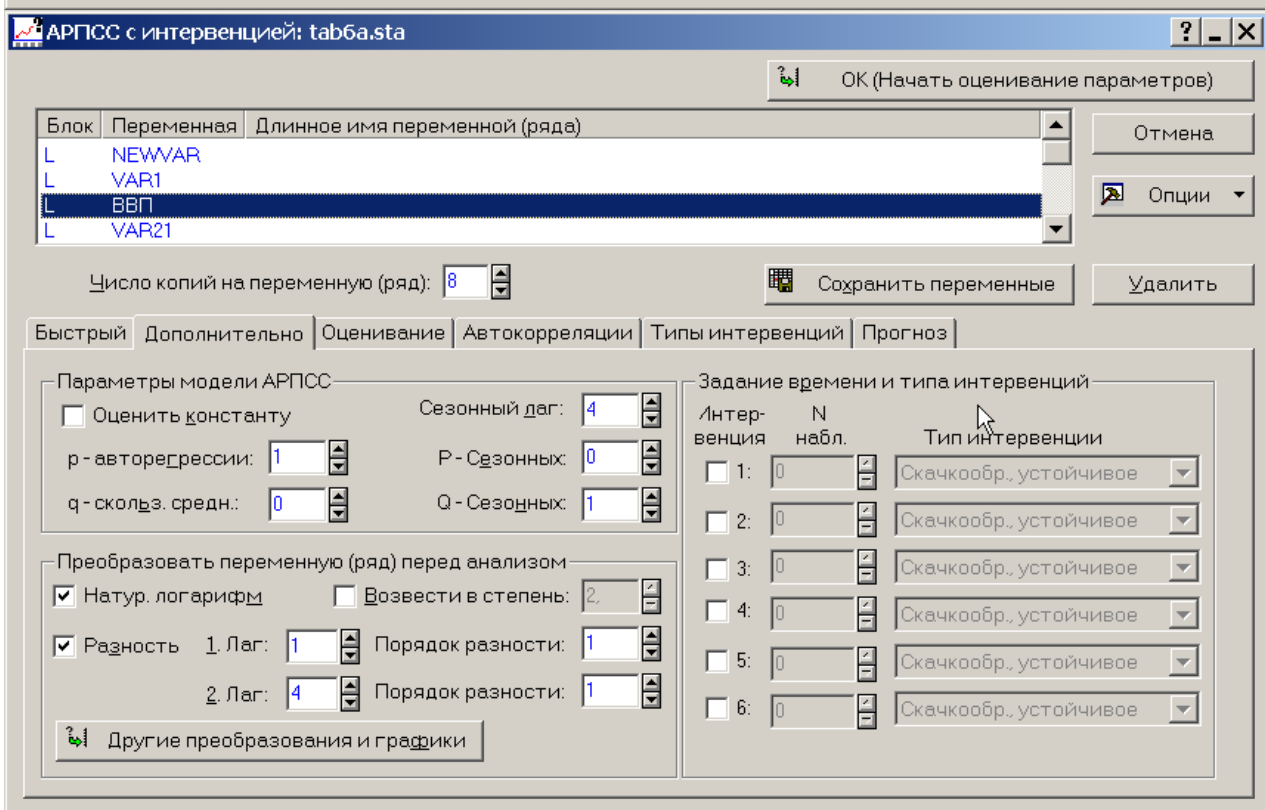 АРПСС с интервенцией: tab6a.sta
ОК (Начать оценивание параметров)
Блок Переменная Длинное имя переменной (ряда)
L NEWVAR
L VAR1
L ВВП
L VAR21
Отмена
Опции
Число копий на переменную (ряд): 8
Сохранить переменные
Удалить
Быстрый Дополнительно Оценивание Автокорреляции Типы интервенций Прогноз
Параметры модели АРПСС
Оценить константу
Сезонный лаг: 4
p - авторегрессии: 1
P - Сезонных: 0
q - скольз. средн.: 0
Q - Сезонных: 1
Преобразовать переменную (ряд) перед анализом
Натур. логарифм
Возвести в степень: 2,
Разность 1. Лаг: 1 Порядок разности: 1
2. Лаг: 4 Порядок разности: 1
Другие преобразования и графики
Задание времени и типа интервенций
Интер-
венция
N
набл.
Тип интервенции
1: 0 Скачкообр., устойчивое
2: 0 Скачкообр., устойчивое
3: 0 Скачкообр., устойчивое
4: 0 Скачкообр., устойчивое
5: 0 Скачкообр., устойчивое
6: 0 Скачкообр., устойчивое